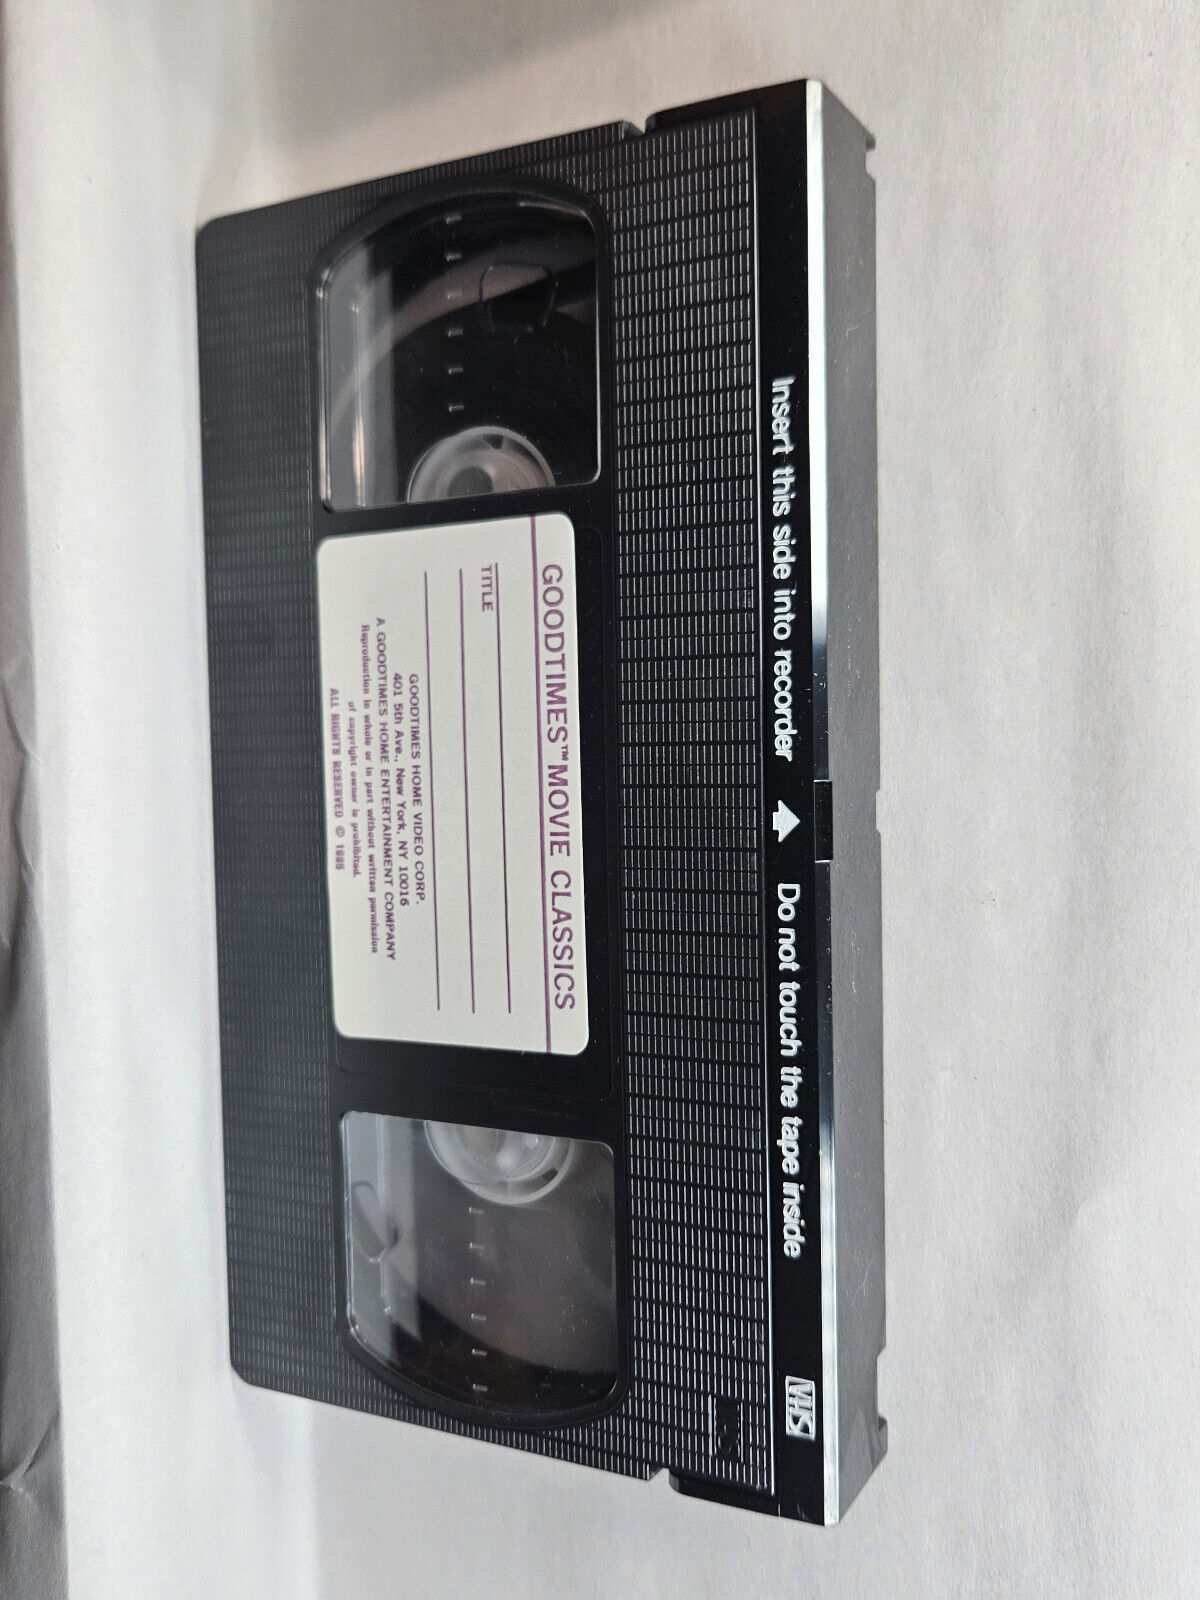 Insert this side into recorder Do not touch the tape inside
VHS
VHS
GOODTIMES™ MOVIE CLASSICS
TITLE
GOODTIMES HOME VIDEO CORP.
401 5th Ave., New York, NY 10016
A GOODTIMES HOME ENTERTAINMENT COMPANY
Reproduction in whole or in part without written permission
of copyright owner is prohibited.
ALL RIGHTS RESERVED ©